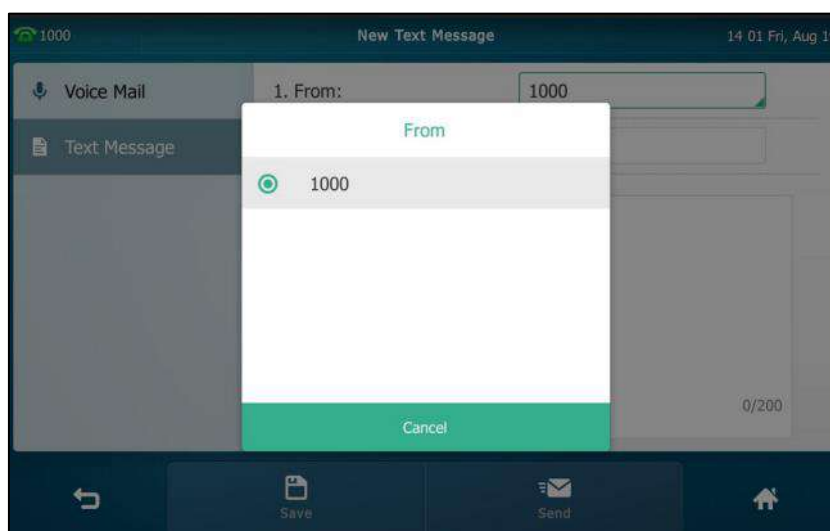 1000
New Text Message
14 01 Fri, Aug 1
Voice Mail
1. From:
1000
Text Message
From
1000
0/200
Cancel
Save
Send